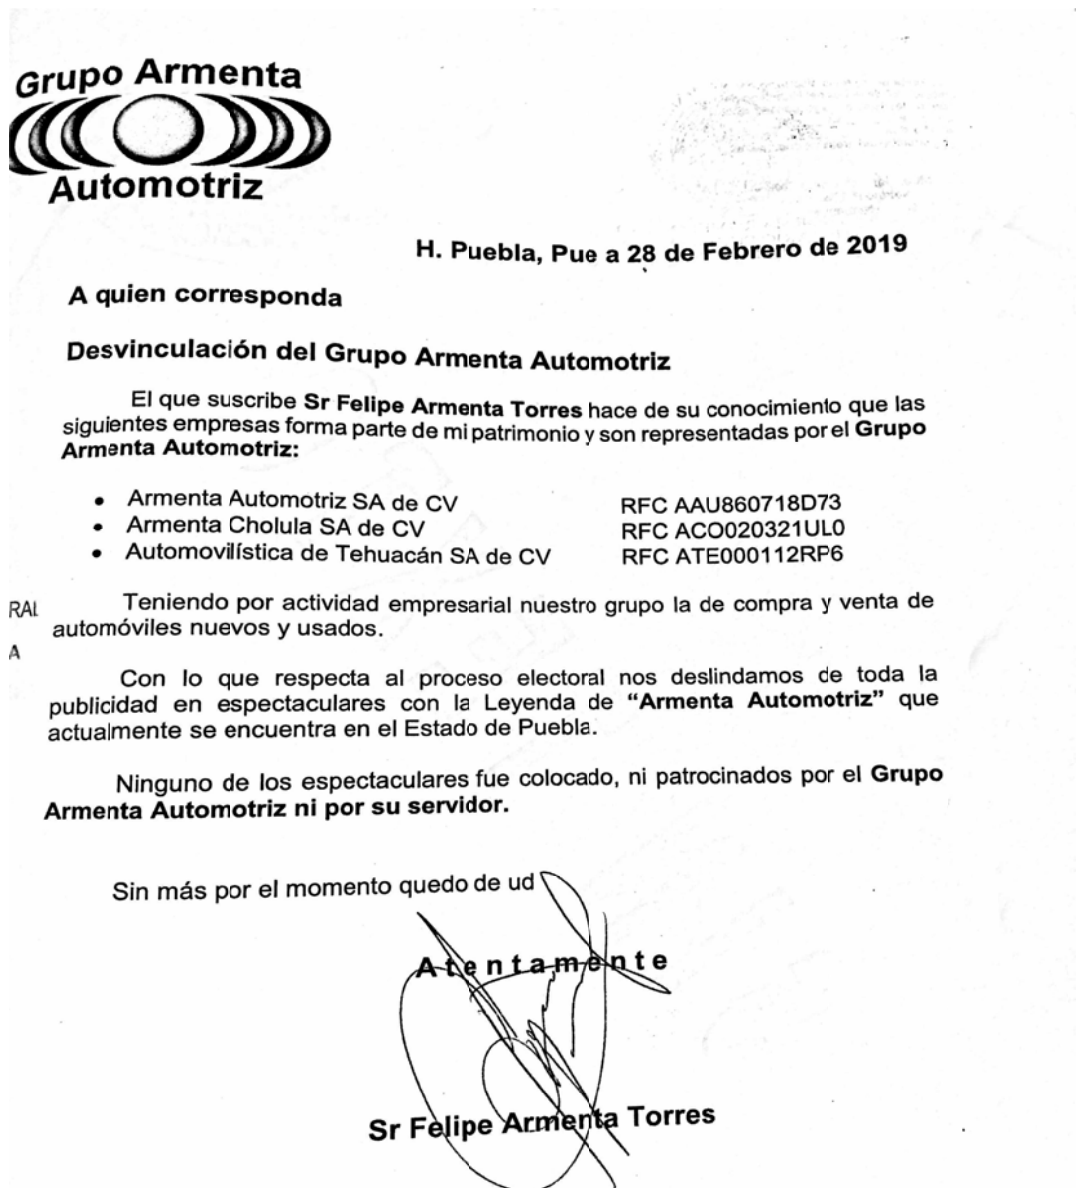 Grupo Armenta
Automotriz
H. Puebla, Pue a 28 de Febrero de 2019
A quien corresponda
Desvinculación del Grupo Armenta Automotriz
El que suscribe Sr Felipe Armenta Torres hace de su conocimiento que las
siguientes empresas forma parte de mi patrimonio y son representadas por el Grupo
Armenta Automotriz:
• Armenta Automotriz SA de CV RFC AAU860718D73
• Armenta Cholula SA de CV RFC ACO020321UL0
• Automovilística de Tehuacán SA de CV RFC ATE000112RP6
RAL
Teniendo por actividad empresarial nuestro grupo la de compra y venta de
automóviles nuevos y usados.
A
Con lo que respecta al proceso electoral nos deslindamos de toda la
publicidad en espectaculares con la Leyenda de “Armenta Automotriz” que
actualmente se encuentra en el Estado de Puebla.
Ninguno de los espectaculares fue colocado, ni patrocinados por el Grupo
Armenta Automotriz ni por su servidor.
Sin más por el momento quedo de ud
Atentamente
Sr Felipe Armenta Torres